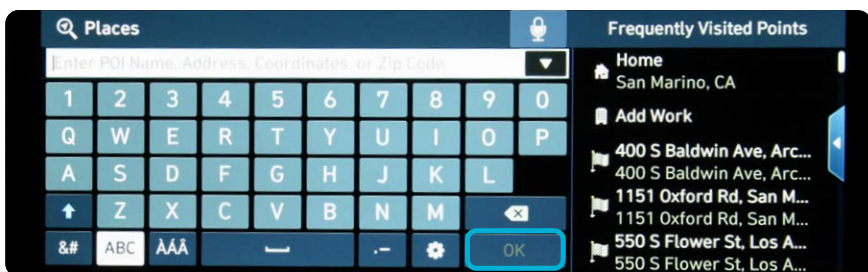 Places
Enter POI Name, Address, Coordinates, or Zip Code
1 2 3 4 5 6 7 8 9 0
Q W E R T Y U I O P
A S D F G H J K L
Z X C V B N M
&# ABC ÀÁÂ .– OK
Frequently Visited Points
Home
San Marino, CA
Add Work
400 S Baldwin Ave, Arc...
400 S Baldwin Ave, Arc...
1151 Oxford Rd, San M...
1151 Oxford Rd, San M...
550 S Flower St, Los A...
550 S Flower St, Los A...